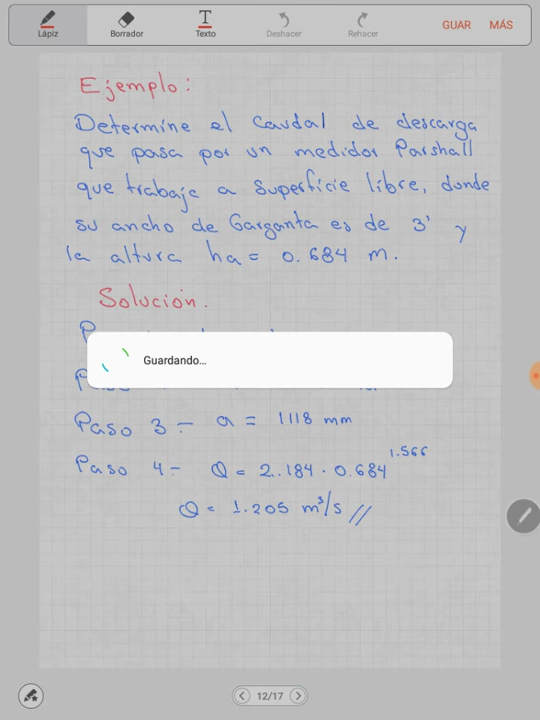 Lápiz
Borrador
Texto
Deshacer
Rehacer
GUAR
MÁS
Ejemplo:
Determine el Caudal de descarga
que pasa por un medidor Parshall
que trabaja a Superficie libre, donde
su ancho de Garganta es de 3' y
la altura ha = 0.684 m.
Solución.
Guardando...
Paso 3 - a = 1118 mm
Paso 4 - Q = 2.184 · 0.684^1.566
Q = 1.205 m³/s //
12/17